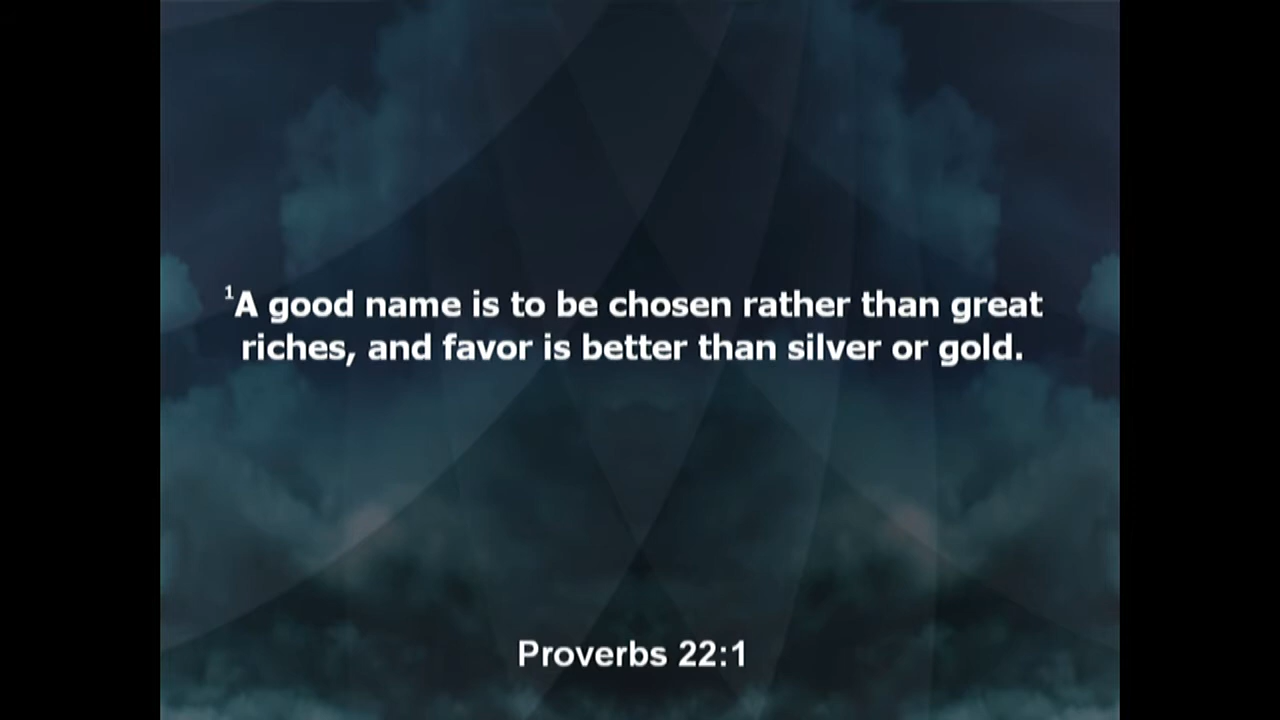 ¹A good name is to be chosen rather than great
riches, and favor is better than silver or gold.
Proverbs 22:1